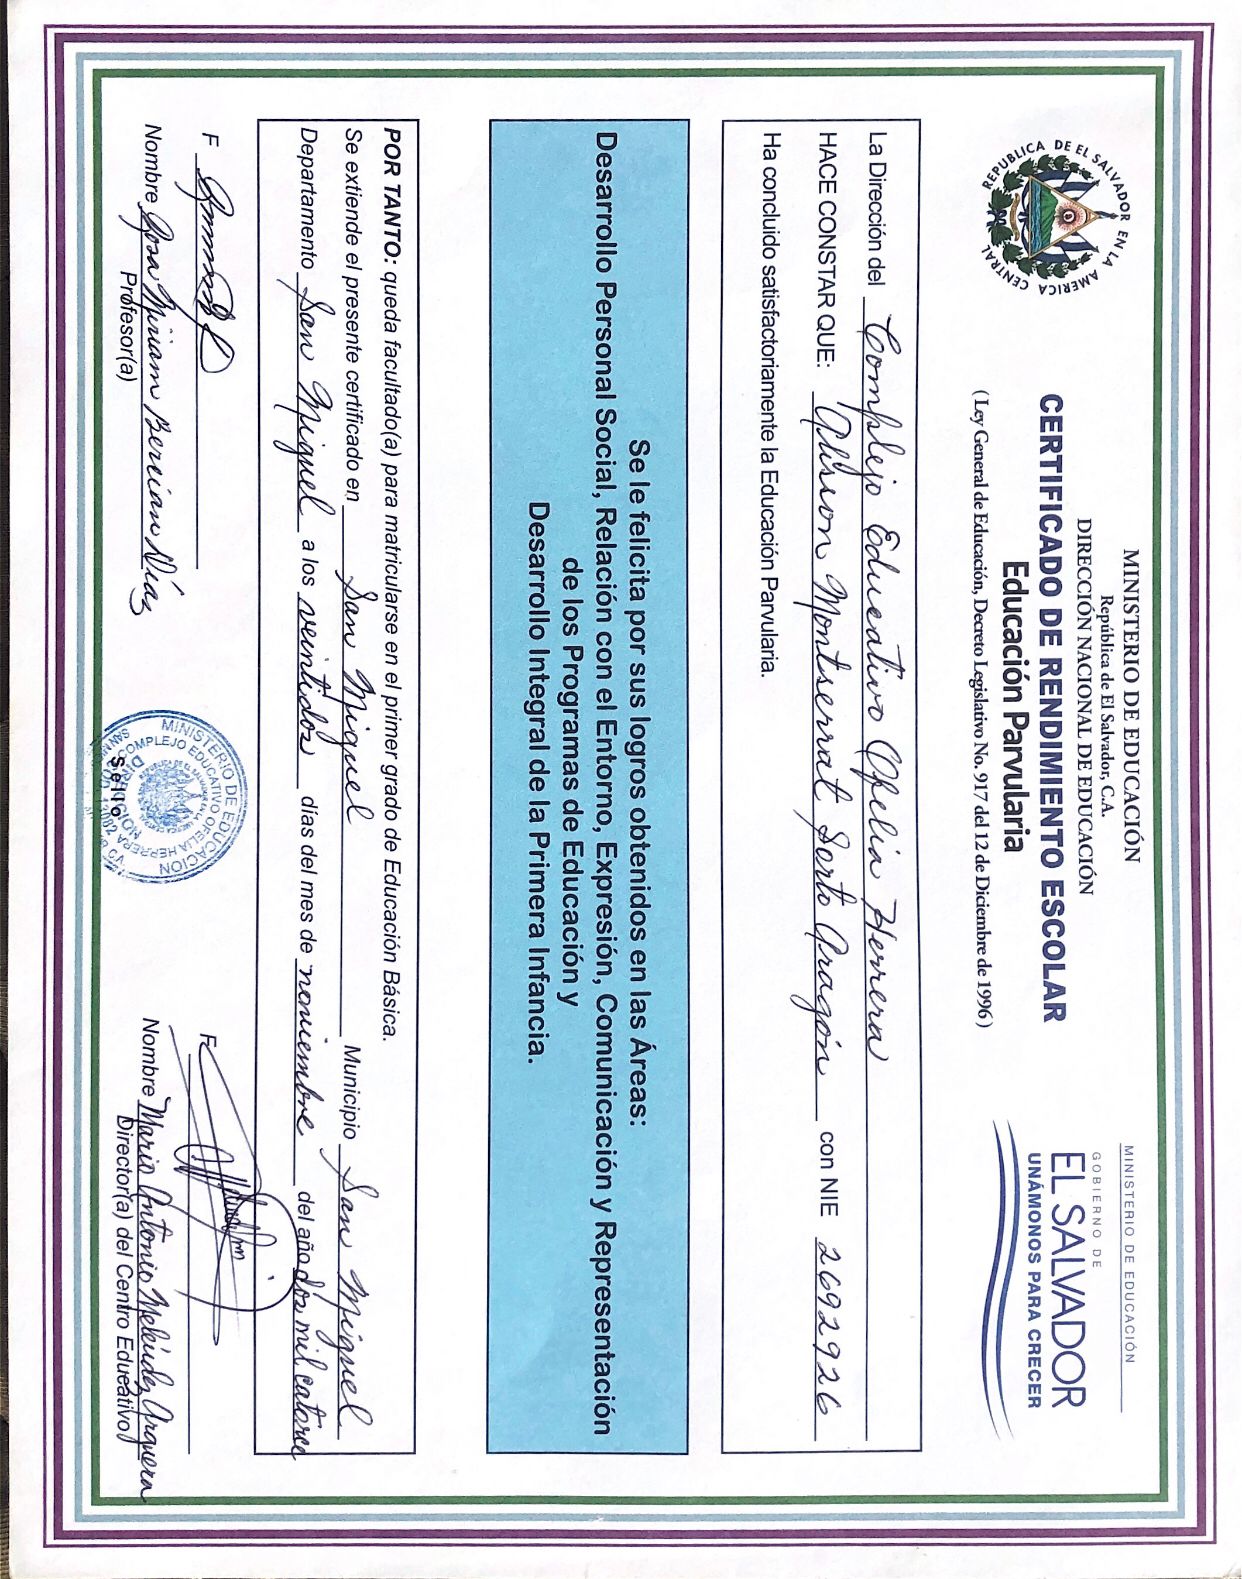 REPUBLICA DE EL SALVADOR EN LA AMERICA CENTRAL
MINISTERIO DE EDUCACIÓN
República de El Salvador, C.A.
DIRECCIÓN NACIONAL DE EDUCACIÓN
CERTIFICADO DE RENDIMIENTO ESCOLAR
Educación Parvularia
( Ley General de Educación, Decreto Legislativo No. 917 del 12 de Diciembre de 1996)
MINISTERIO DE EDUCACIÓN
GOBIERNO DE
EL SALVADOR
UNÁMONOS PARA CRECER
La Dirección del Complejo Educativo Ofelia Herrera
HACE CONSTAR QUE: Glisson Montserrat Sorto Aragón con NIE 2692926
Ha concluido satisfactoriamente la Educación Parvularia.
Se le felicita por sus logros obtenidos en las Áreas:
Desarrollo Personal Social, Relación con el Entorno, Expresión, Comunicación y Representación
de los Programas de Educación y
Desarrollo Integral de la Primera Infancia.
POR TANTO: queda facultado(a) para matricularse en el primer grado de Educación Básica.
Se extiende el presente certificado en San Miguel Municipio San Miguel
Departamento San Miguel a los veintidos días del mes de noviembre del año dos mil catorce
F
Nombre Rosa Miriam Bercián Díaz
Profesor(a)
MINISTERIO DE EDUCACION
COMPLEJO EDUCATIVO OFELIA HERRERA
DIRECCION
Sello
F
Nombre Mario Antonio Meléndez Arguera
Director(a) del Centro Educativo